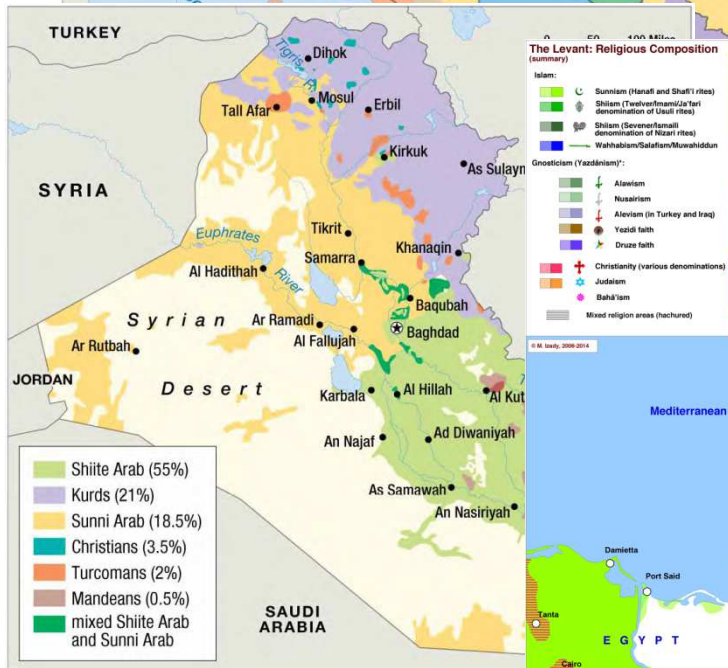 TURKEY
Tigris R.
Dihok
Mosul
Tall Afar
Erbil
Kirkuk
As Sulaym
SYRIA
Tikrit
Euphrates
Khanaqin
Samarra
Al Hadithah
River
Baqubah
Syrian
Ar Ramadi
Baghdad
Al Fallujah
Ar Rutbah
Desert
JORDAN
Karbala
Al Hillah
Al Kut
An Najaf
Ad Diwaniyah
As Samawah
An Nasiriyah
SAUDI
ARABIA
Shiite Arab (55%)
Kurds (21%)
Sunni Arab (18.5%)
Christians (3.5%)
Turcomans (2%)
Mandeans (0.5%)
mixed Shiite Arab
and Sunni Arab
0 50 100 Miles
The Levant: Religious Composition
(summary)
Islam:
Sunnism (Hanafi and Shafi'i rites)
Shiism (Twelver/Imami/Ja'fari
denomination of Usuli rites)
Shiism (Sevener/Ismaili
denomination of Nizari rites)
Wahhabism/Salafism/Muwahiddun
Gnosticism (Yazdânism)*:
Alawism
Nusairism
Alevism (in Turkey and Iraq)
Yezidi faith
Druze faith
Christianity (various denominations)
Judaism
Bahá'ism
Mixed religion areas (hachured)
© M. Izady, 2006-2014
Mediterranean
Damietta
Port Said
Tanta
EGYPT
Cairo